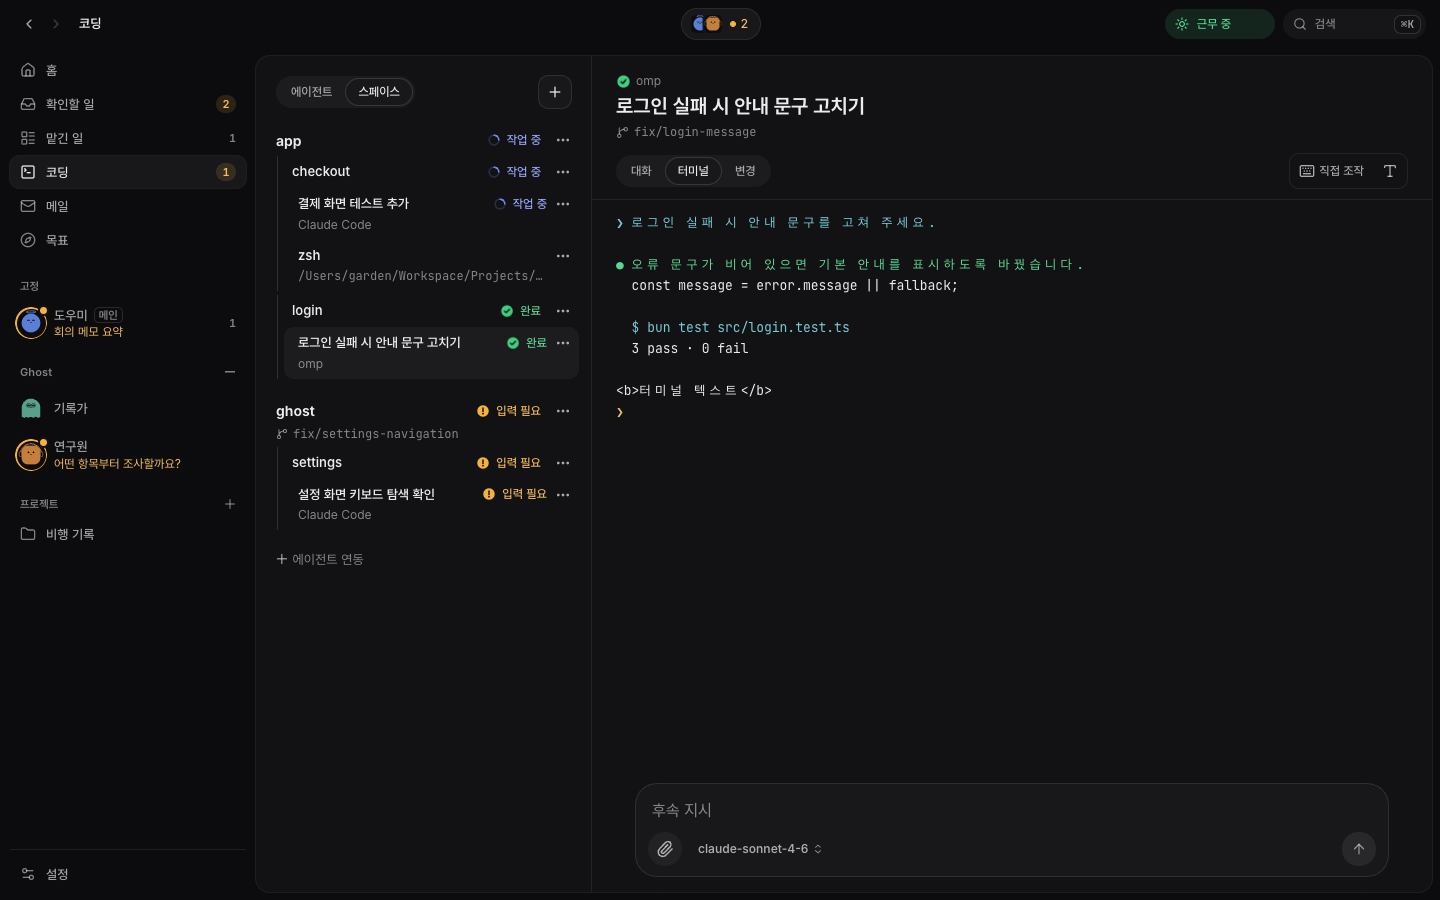 코딩
2
근무 중
검색
⌘K
홈
확인할 일
2
맡긴 일
1
코딩
1
메일
목표
고정
도우미 메인
회의 메모 요약
1
Ghost
기록가
연구원
어떤 항목부터 조사할까요?
프로젝트
비행 기록
설정
에이전트
스페이스
app
작업 중
checkout
작업 중
결제 화면 테스트 추가
작업 중
Claude Code
zsh
/Users/garden/Workspace/Projects/…
login
완료
로그인 실패 시 안내 문구 고치기
완료
omp
ghost
입력 필요
fix/settings-navigation
settings
입력 필요
설정 화면 키보드 탐색 확인
입력 필요
Claude Code
에이전트 연동
omp
로그인 실패 시 안내 문구 고치기
fix/login-message
대화
터미널
변경
직접 조작
❯ 로그인 실패 시 안내 문구를 고쳐 주세요.
● 오류 문구가 비어 있으면 기본 안내를 표시하도록 바꿨습니다.
const message = error.message || fallback;
$ bun test src/login.test.ts
3 pass · 0 fail
<b>터미널 텍스트</b>
❯
후속 지시
claude-sonnet-4-6